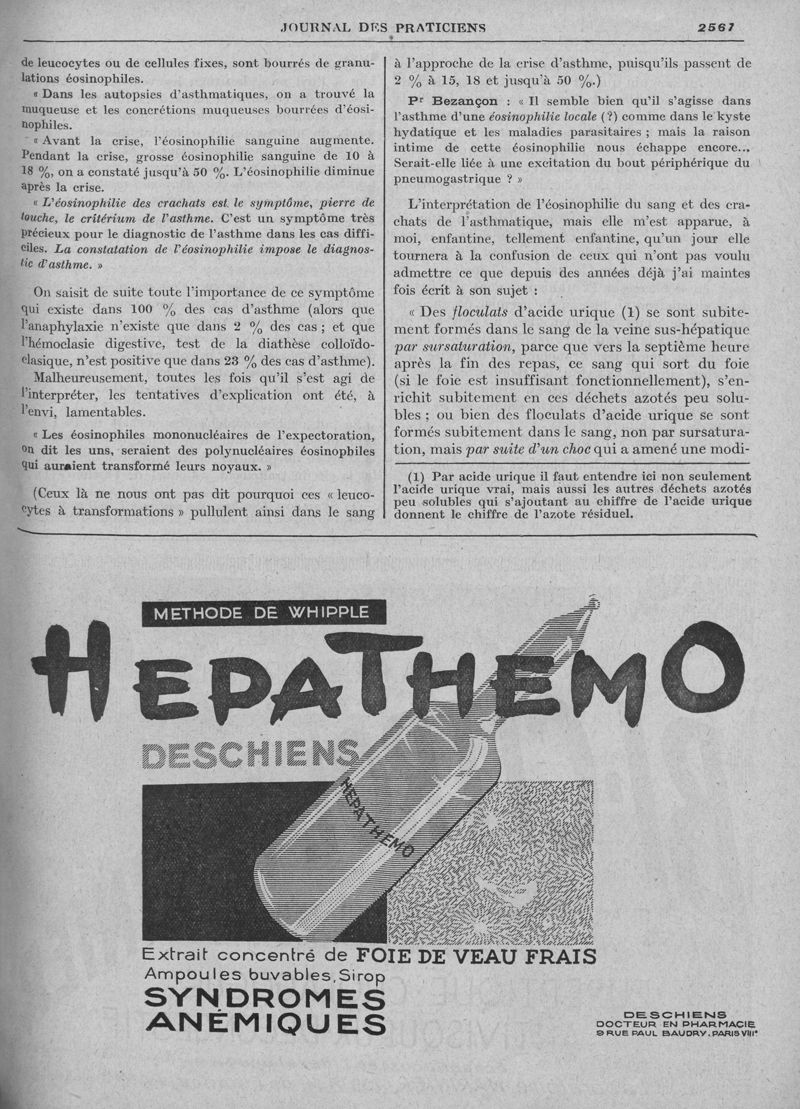 JOURNAL DES PRATICIENS
2567
de leucocytes ou de cellules fixes, sont bourrés de granu-
lations éosinophiles.
« Dans les autopsies d'asthmatiques, on a trouvé la
muqueuse et les concrétions muqueuses bourrées d'éosi-
nophiles.
« Avant la crise, l'éosinophilie sanguine augmente.
Pendant la crise, grosse éosinophilie sanguine de 10 à
18 %, on a constaté jusqu'à 50 %. L'éosinophilie diminue
après la crise.
« L'éosinophilie des crachats est le symptôme, pierre de
touche, le critérium de l'asthme. C'est un symptôme très
précieux pour le diagnostic de l'asthme dans les cas diffi-
ciles. La constatation de l'éosinophilie impose le diagnos-
tic d'asthme. »
On saisit de suite toute l'importance de ce symptôme
qui existe dans 100 % des cas d'asthme (alors que
l'anaphylaxie n'existe que dans 2 % des cas ; et que
l'hémoclasie digestive, test de la diathèse colloïdo-
clasique, n'est positive que dans 23 % des cas d'asthme).
Malheureusement, toutes les fois qu'il s'est agi de
l'interpréter, les tentatives d'explication ont été, à
l'envi, lamentables.
« Les éosinophiles mononucléaires de l'expectoration,
on dit les uns, seraient des polynucléaires éosinophiles
qui auraient transformé leurs noyaux. »
(Ceux là ne nous ont pas dit pourquoi ces « leuco-
cytes à transformations » pullulent ainsi dans le sang
à l'approche de la crise d'asthme, puisqu'ils passent de
2 % à 15, 18 et jusqu'à 50 %.)
Pr Bezançon : « Il semble bien qu'il s'agisse dans
l'asthme d'une éosinophilie locale (?) comme dans le kyste
hydatique et les maladies parasitaires ; mais la raison
intime de cette éosinophilie nous échappe encore...
Serait-elle liée à une excitation du bout périphérique du
pneumogastrique ? »
L'interprétation de l'éosinophilie du sang et des cra-
chats de l'asthmatique, mais elle m'est apparue, à
moi, enfantine, tellement enfantine, qu'un jour elle
tournera à la confusion de ceux qui n'ont pas voulu
admettre ce que depuis des années déjà j'ai maintes
fois écrit à son sujet :
« Des floculats d'acide urique (1) se sont subite-
ment formés dans le sang de la veine sus-hépatique
par sursaturation, parce que vers la septième heure
après la fin des repas, ce sang qui sort du foie
(si le foie est insuffisant fonctionnellement), s'en-
richit subitement en ces déchets azotés peu solu-
bles ; ou bien des floculats d'acide urique se sont
formés subitement dans le sang, non par sursatura-
tion, mais par suite d'un choc qui a amené une modi-
(1) Par acide urique il faut entendre ici non seulement
l'acide urique vrai, mais aussi les autres déchets azotés
peu solubles qui s'ajoutant au chiffre de l'acide urique
donnent le chiffre de l'azote résiduel.
METHODE DE WHIPPLE
HEPATHEMO
DESCHIENS
HEPATHEMO
Extrait concentré de FOIE DE VEAU FRAIS
Ampoules buvables, Sirop
SYNDROMES
ANÉMIQUES
DESCHIENS
DOCTEUR EN PHARMACIE
9 RUE PAUL BAUDRY. PARIS VIIIe